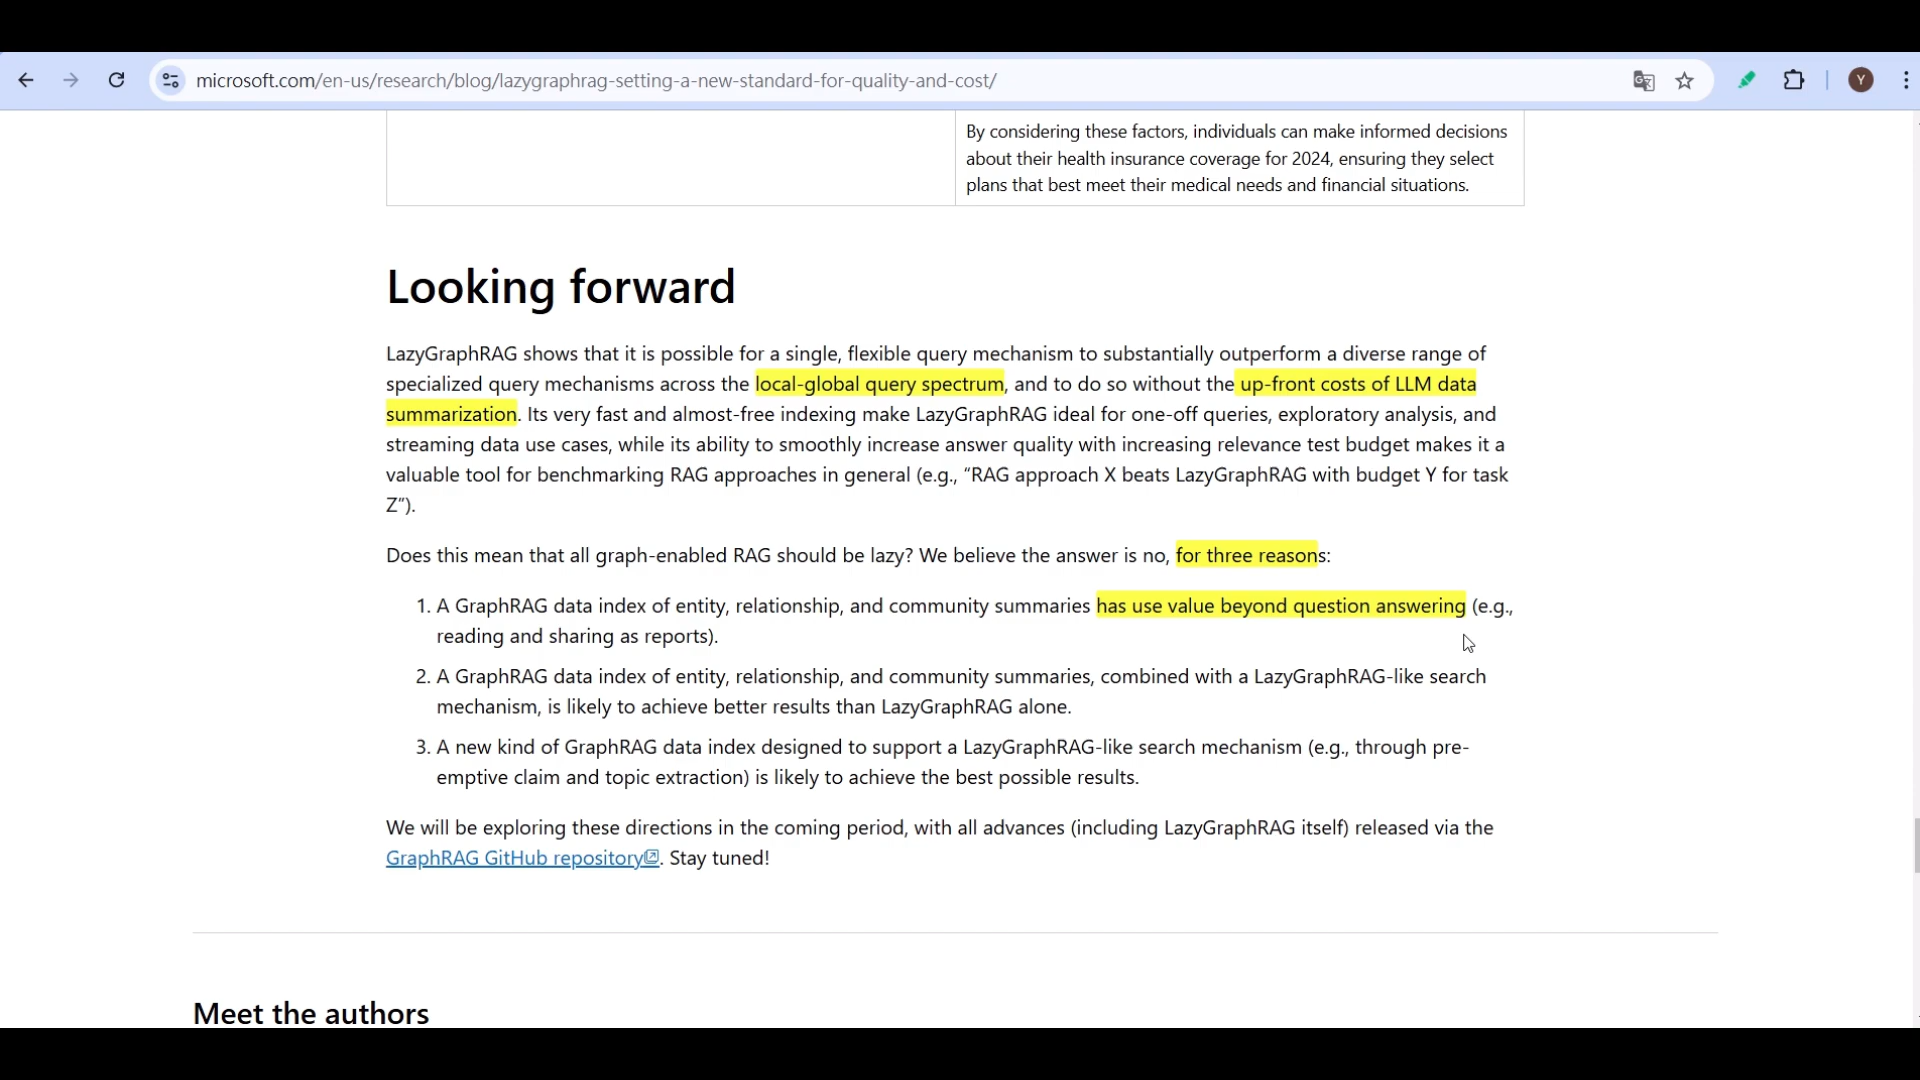 microsoft.com/en-us/research/blog/lazygraphrag-setting-a-new-standard-for-quality-and-cost/
Y
By considering these factors, individuals can make informed decisions
about their health insurance coverage for 2024, ensuring they select
plans that best meet their medical needs and financial situations.
Looking forward
LazyGraphRAG shows that it is possible for a single, flexible query mechanism to substantially outperform a diverse range of
specialized query mechanisms across the local-global query spectrum, and to do so without the up-front costs of LLM data
summarization. Its very fast and almost-free indexing make LazyGraphRAG ideal for one-off queries, exploratory analysis, and
streaming data use cases, while its ability to smoothly increase answer quality with increasing relevance test budget makes it a
valuable tool for benchmarking RAG approaches in general (e.g., “RAG approach X beats LazyGraphRAG with budget Y for task
Z”).
Does this mean that all graph-enabled RAG should be lazy? We believe the answer is no, for three reasons:
1. A GraphRAG data index of entity, relationship, and community summaries has use value beyond question answering (e.g.,
reading and sharing as reports).
2. A GraphRAG data index of entity, relationship, and community summaries, combined with a LazyGraphRAG-like search
mechanism, is likely to achieve better results than LazyGraphRAG alone.
3. A new kind of GraphRAG data index designed to support a LazyGraphRAG-like search mechanism (e.g., through pre-
emptive claim and topic extraction) is likely to achieve the best possible results.
We will be exploring these directions in the coming period, with all advances (including LazyGraphRAG itself) released via the
GraphRAG GitHub repository. Stay tuned!
Meet the authors